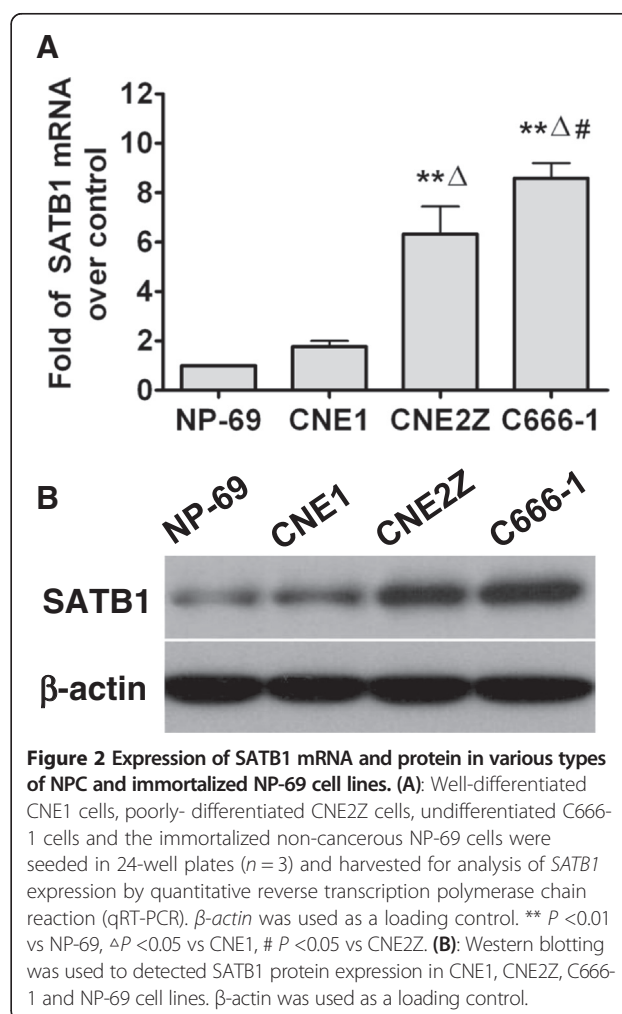 A
Fold of SATB1 mRNA
over control
12
10
8
6
4
2
0
**Δ
**Δ #
NP-69 CNE1 CNE2Z C666-1
B
NP-69 CNE1 CNE2Z C666-1
SATB1
β-actin
Figure 2 Expression of SATB1 mRNA and protein in various types
of NPC and immortalized NP-69 cell lines. (A): Well-differentiated
CNE1 cells, poorly- differentiated CNE2Z cells, undifferentiated C666-
1 cells and the immortalized non-cancerous NP-69 cells were
seeded in 24-well plates (n = 3) and harvested for analysis of SATB1
expression by quantitative reverse transcription polymerase chain
reaction (qRT-PCR). β-actin was used as a loading control. ** P <0.01
vs NP-69, △P <0.05 vs CNE1, # P <0.05 vs CNE2Z. (B): Western blotting
was used to detected SATB1 protein expression in CNE1, CNE2Z, C666-
1 and NP-69 cell lines. β-actin was used as a loading control.